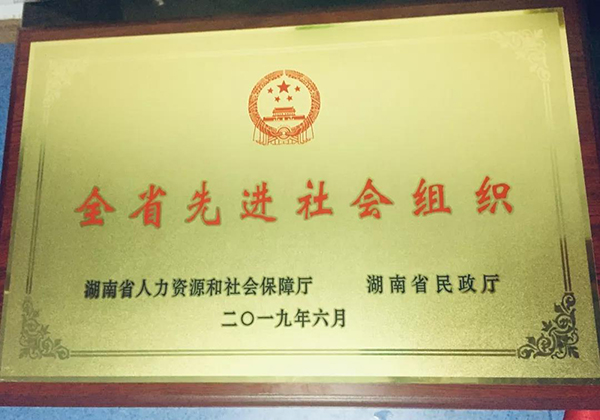 全省先进社会组织
湖南省人力资源和社会保障厅 湖南省民政厅
二〇一九年六月